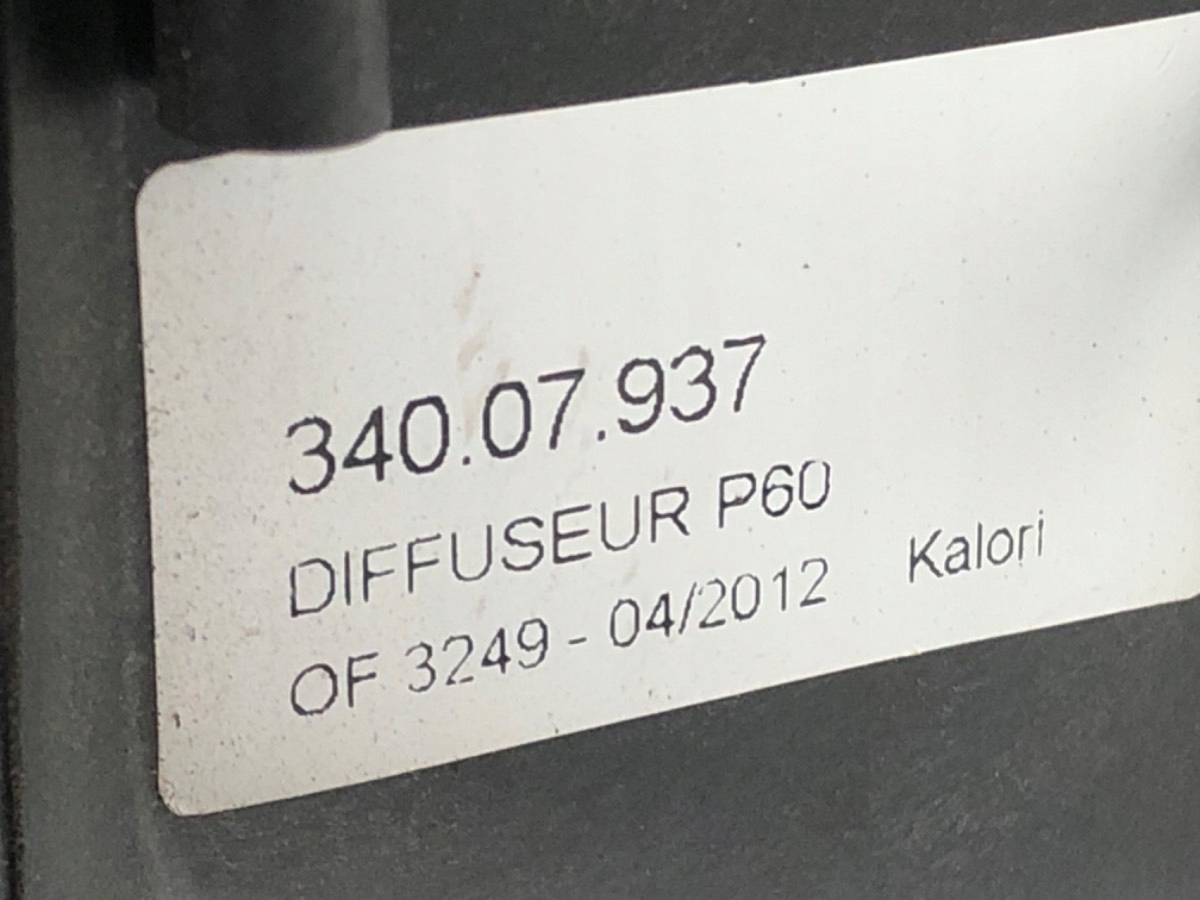 340.07.937
DIFFUSEUR P60
OF 3249 - 04/2012 Kalori